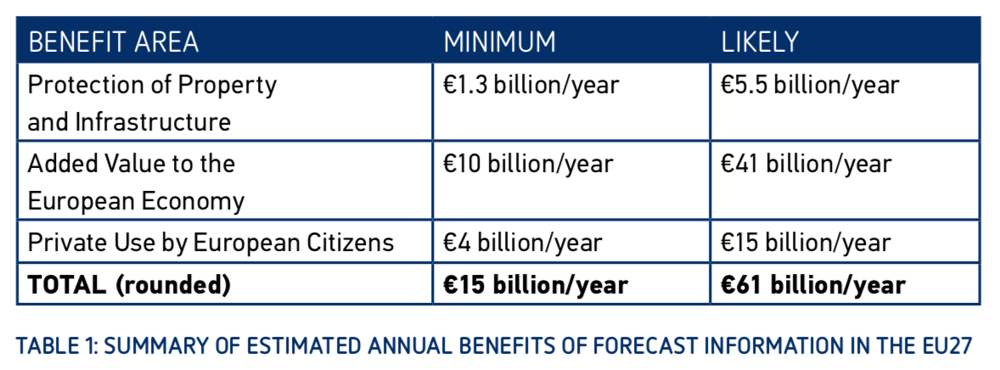 BENEFIT AREA MINIMUM LIKELY
Protection of Property €1.3 billion/year €5.5 billion/year
and Infrastructure
Added Value to the €10 billion/year €41 billion/year
European Economy
Private Use by European Citizens €4 billion/year €15 billion/year
TOTAL (rounded) €15 billion/year €61 billion/year
TABLE 1: SUMMARY OF ESTIMATED ANNUAL BENEFITS OF FORECAST INFORMATION IN THE EU27